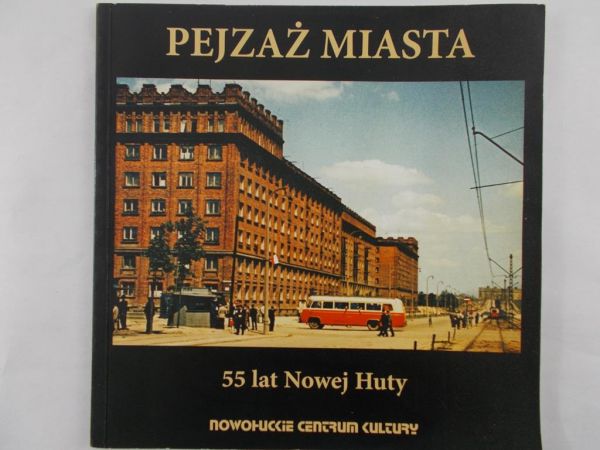 PEJZAŻ MIASTA
55 lat Nowej Huty
NOWOHUCKIE CENTRUM KULTURY